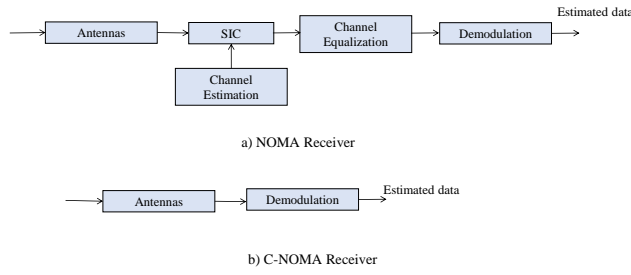 Estimated data
Antennas
SIC
Channel
Equalization
Demodulation
Channel
Estimation
a) NOMA Receiver
Estimated data
Antennas
Demodulation
b) C-NOMA Receiver